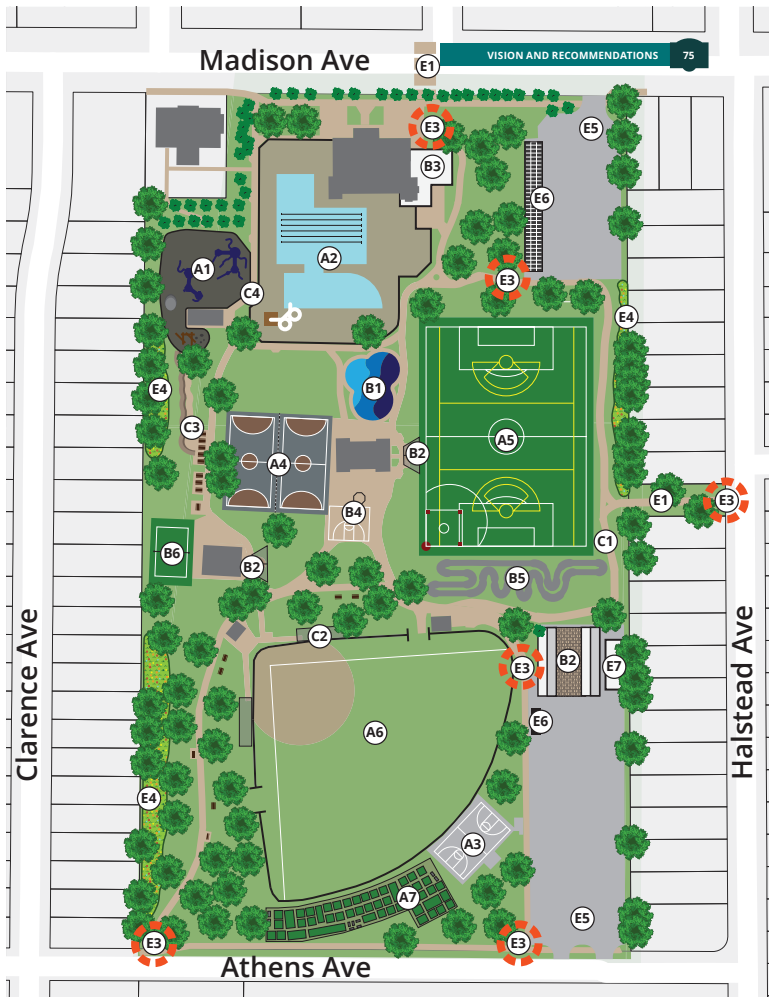 Madison Ave
VISION AND RECOMMENDATIONS 75
E1
E3
E5
B3
E6
A1
A2
E3
C4
E4
E4
B1
C3
A5
B2
A4
E1
E3
B4
C1
B6
B2
B5
C2
E3
B2
E7
Clarence Ave
Halstead Ave
E6
A6
E4
A3
A7
E5
E3
E3
Athens Ave